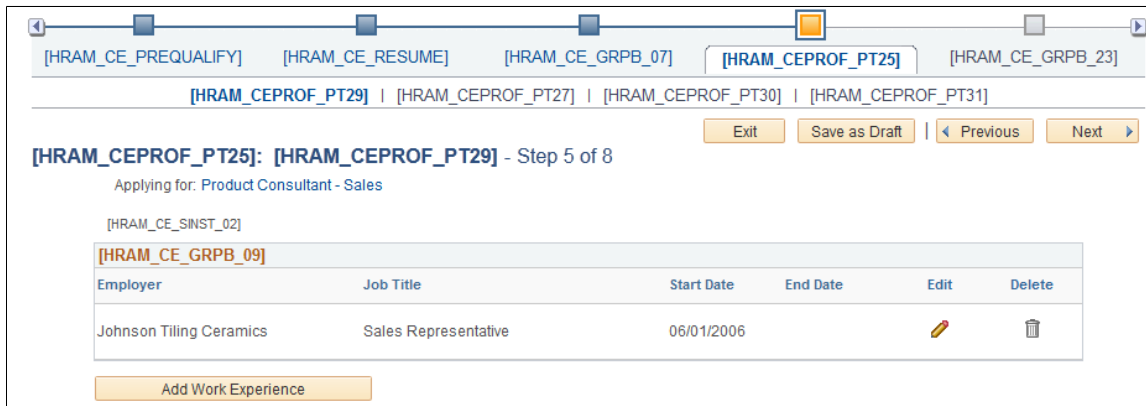 [HRAM_CE_PREQUALIFY] [HRAM_CE_RESUME] [HRAM_CE_GRPB_07] [HRAM_CEPROF_PT25] [HRAM_CE_GRPB_23]
[HRAM_CEPROF_PT29] | [HRAM_CEPROF_PT27] | [HRAM_CEPROF_PT30] | [HRAM_CEPROF_PT31]
Exit Save as Draft | Previous Next
[HRAM_CEPROF_PT25]: [HRAM_CEPROF_PT29] - Step 5 of 8
Applying for: Product Consultant - Sales
[HRAM_CE_SINST_02]
[HRAM_CE_GRPB_09]
Employer Job Title Start Date End Date Edit Delete
Johnson Tiling Ceramics Sales Representative 06/01/2006
Add Work Experience